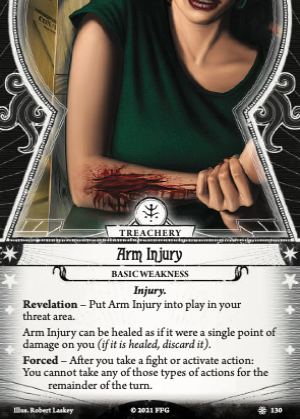 TREACHERY
Arm Injury
BASIC WEAKNESS
Injury.
Revelation – Put Arm Injury into play in your
threat area.
Arm Injury can be healed as if it were a single point of
damage on you (if it is healed, discard it).
Forced – After you take a fight or activate action:
You cannot take any of those types of actions for the
remainder of the turn.
Illus. Robert Laskey © 2021 FFG 130